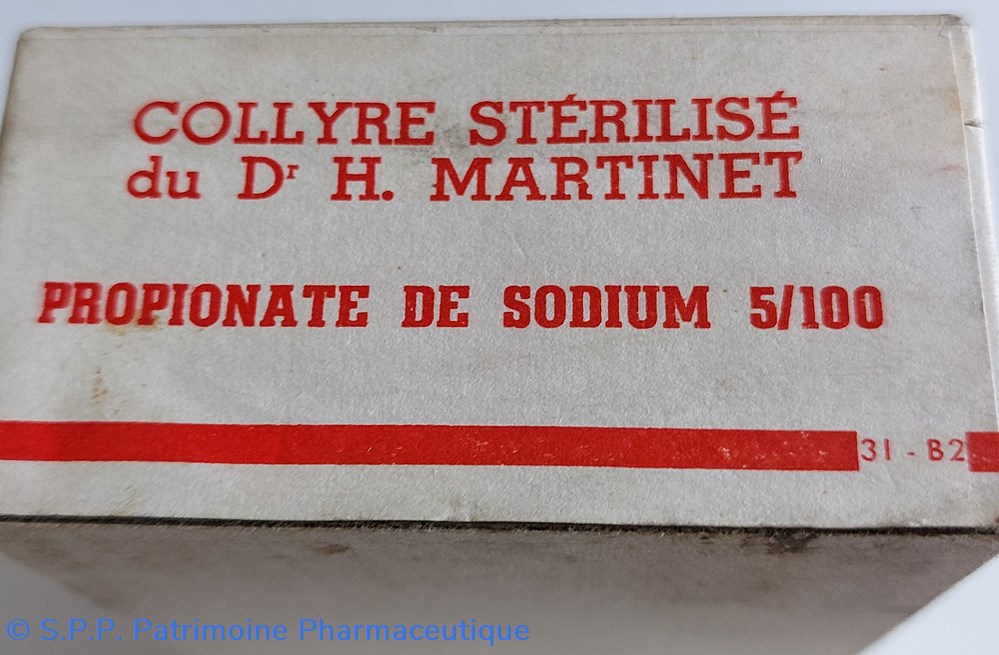 COLLYRE STÉRILISÉ
du Dr H. MARTINET
PROPIONATE DE SODIUM 5/100
31 - B2
© S.P.P. Patrimoine Pharmaceutique